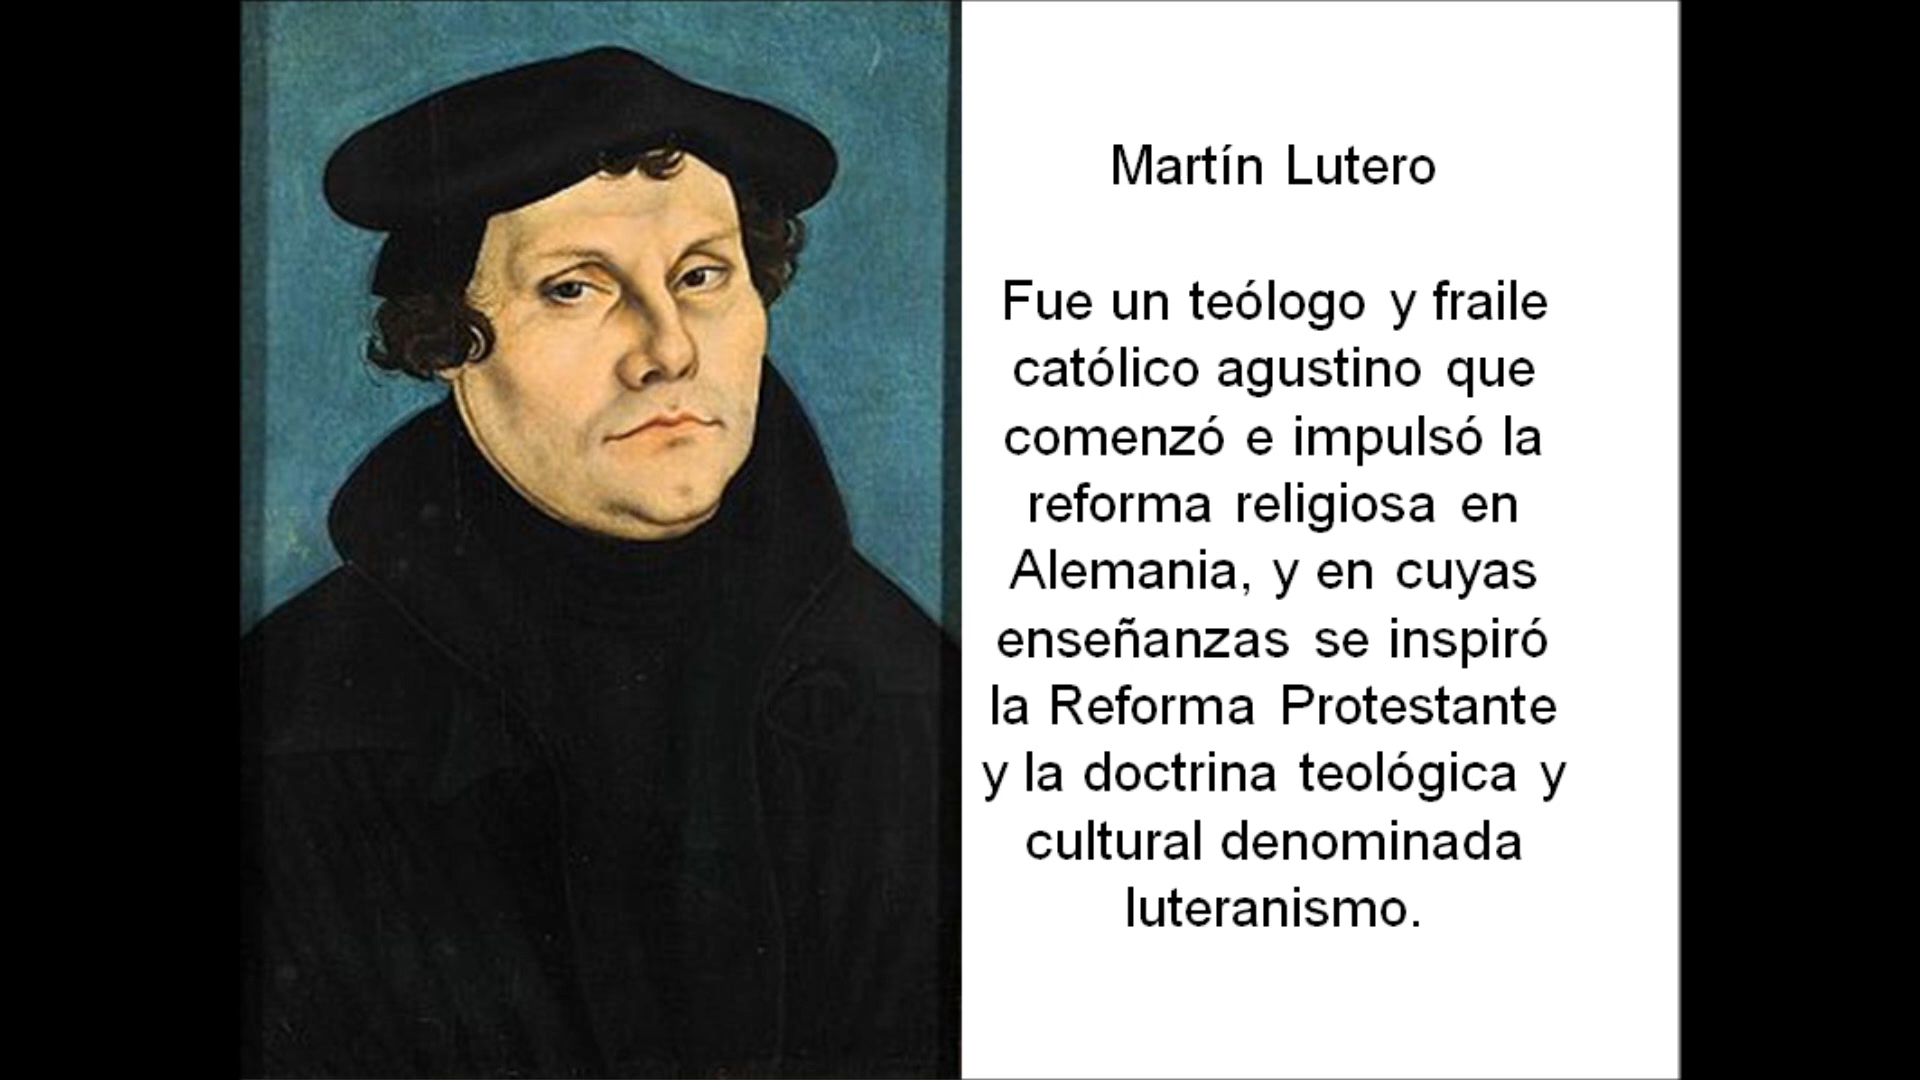 Martín Lutero
Fue un teólogo y fraile
católico agustino que
comenzó e impulsó la
reforma religiosa en
Alemania, y en cuyas
enseñanzas se inspiró
la Reforma Protestante
y la doctrina teológica y
cultural denominada
luteranismo.